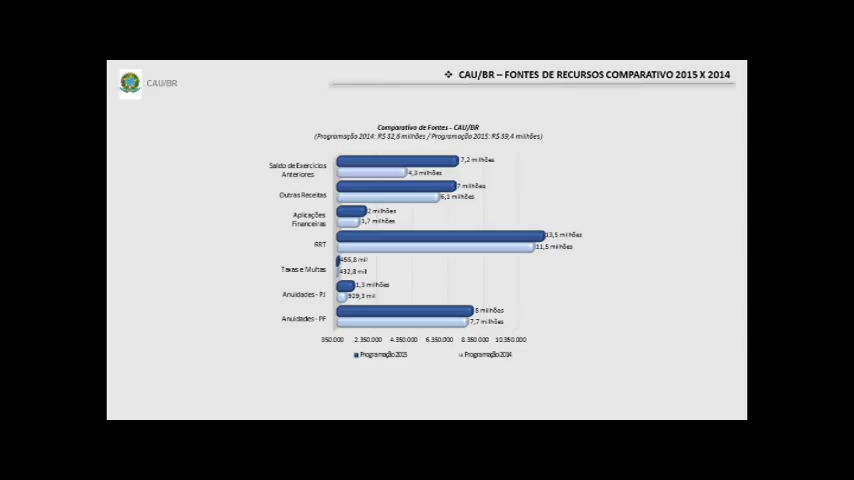 CAU/BR
❖ CAU/BR – FONTES DE RECURSOS COMPARATIVO 2015 X 2014
Comparativo de Fontes - CAU/BR
(Programação 2014: R$ 32,6 milhões / Programação 2015: R$ 39,4 milhões)
Saldo de Exercícios Anteriores
7,2 milhões
4,3 milhões
Outras Receitas
7 milhões
6,1 milhões
Aplicações Financeiras
2 milhões
1,7 milhões
RRT
13,5 milhões
11,5 milhões
Taxas e Multas
455,8 mil
432,8 mil
Anuidades - PJ
1,3 milhões
929,3 mil
Anuidades - PF
8 milhões
7,7 milhões
350.000 2.350.000 4.350.000 6.350.000 8.350.000 10.350.000
Programação 2015 Programação 2014